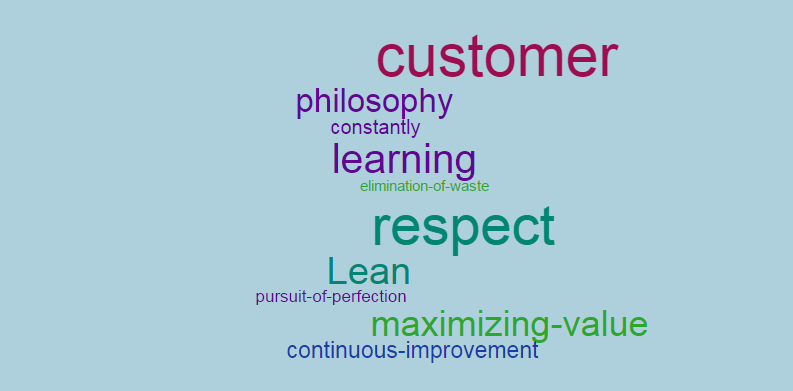 customer
philosophy
constantly
learning
elimination-of-waste
respect
Lean
pursuit-of-perfection
maximizing-value
continuous-improvement